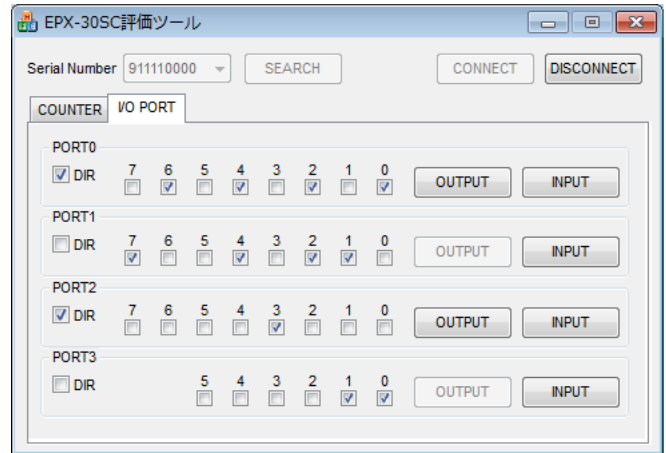 EPX-30SC評価ツール
Serial Number 911110000 SEARCH CONNECT DISCONNECT
COUNTER I/O PORT
PORT0
DIR 7 6 5 4 3 2 1 0 OUTPUT INPUT
PORT1
DIR 7 6 5 4 3 2 1 0 OUTPUT INPUT
PORT2
DIR 7 6 5 4 3 2 1 0 OUTPUT INPUT
PORT3
DIR 5 4 3 2 1 0 OUTPUT INPUT